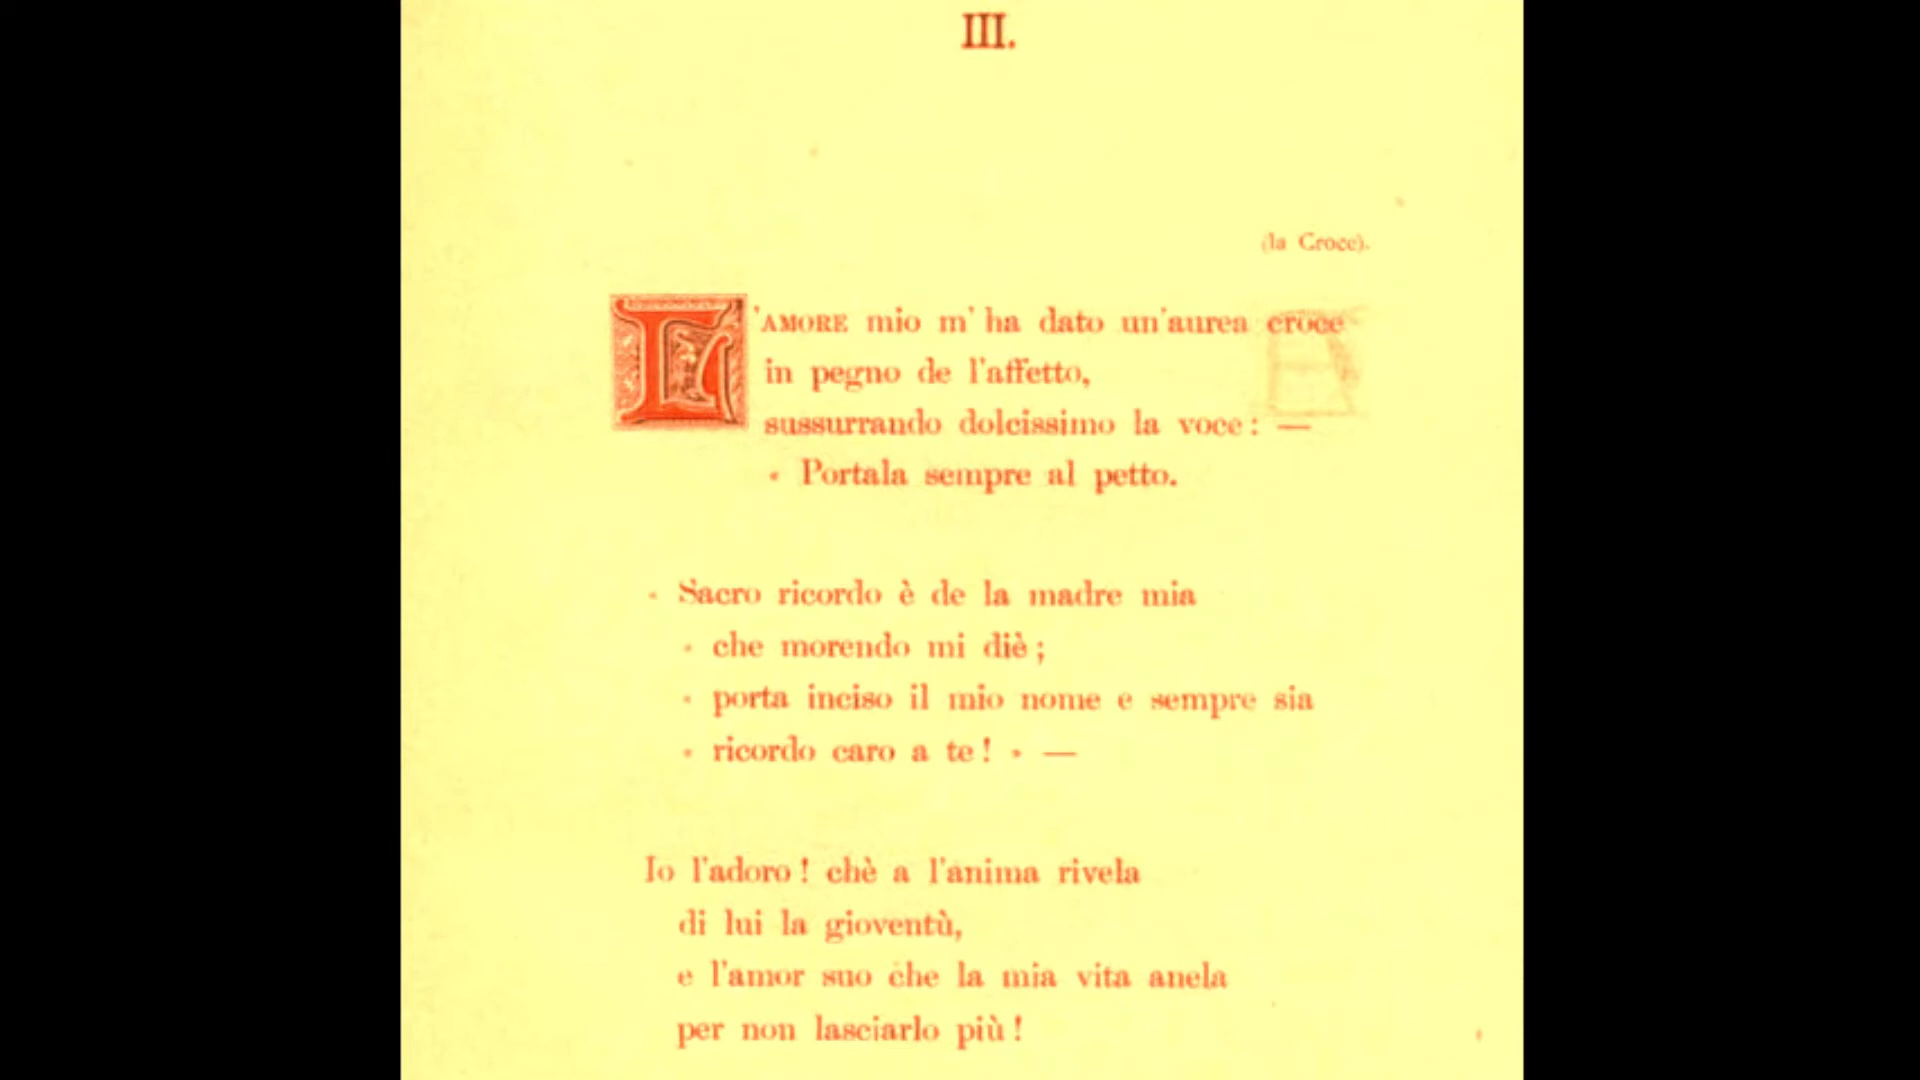 III.
(la Croce).
L'AMORE mio m'ha dato un'aurea croce
in pegno de l'affetto,
sussurrando dolcissimo la voce: —
« Portala sempre al petto.
« Sacro ricordo è de la madre mia
« che morendo mi diè;
« porta inciso il mio nome e sempre sia
« ricordo caro a te! » —
Io l'adoro! chè a l'anima rivela
di lui la gioventù,
e l'amor suo che la mia vita anela
per non lasciarlo più!